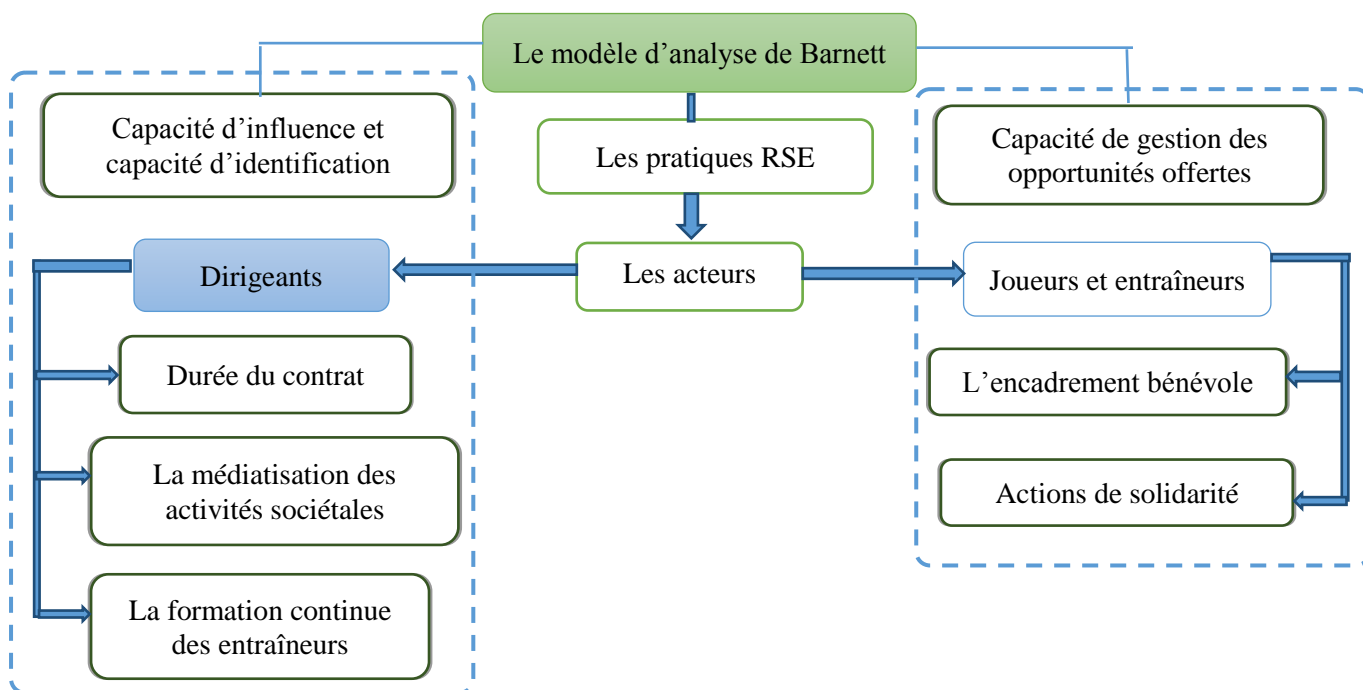 Le modèle d’analyse de Barnett
Capacité d’influence et
capacité d’identification
Les pratiques RSE
Capacité de gestion des
opportunités offertes
Dirigeants
Les acteurs
Joueurs et entraîneurs
Durée du contrat
L’encadrement bénévole
La médiatisation des
activités sociétales
Actions de solidarité
La formation continue
des entraîneurs